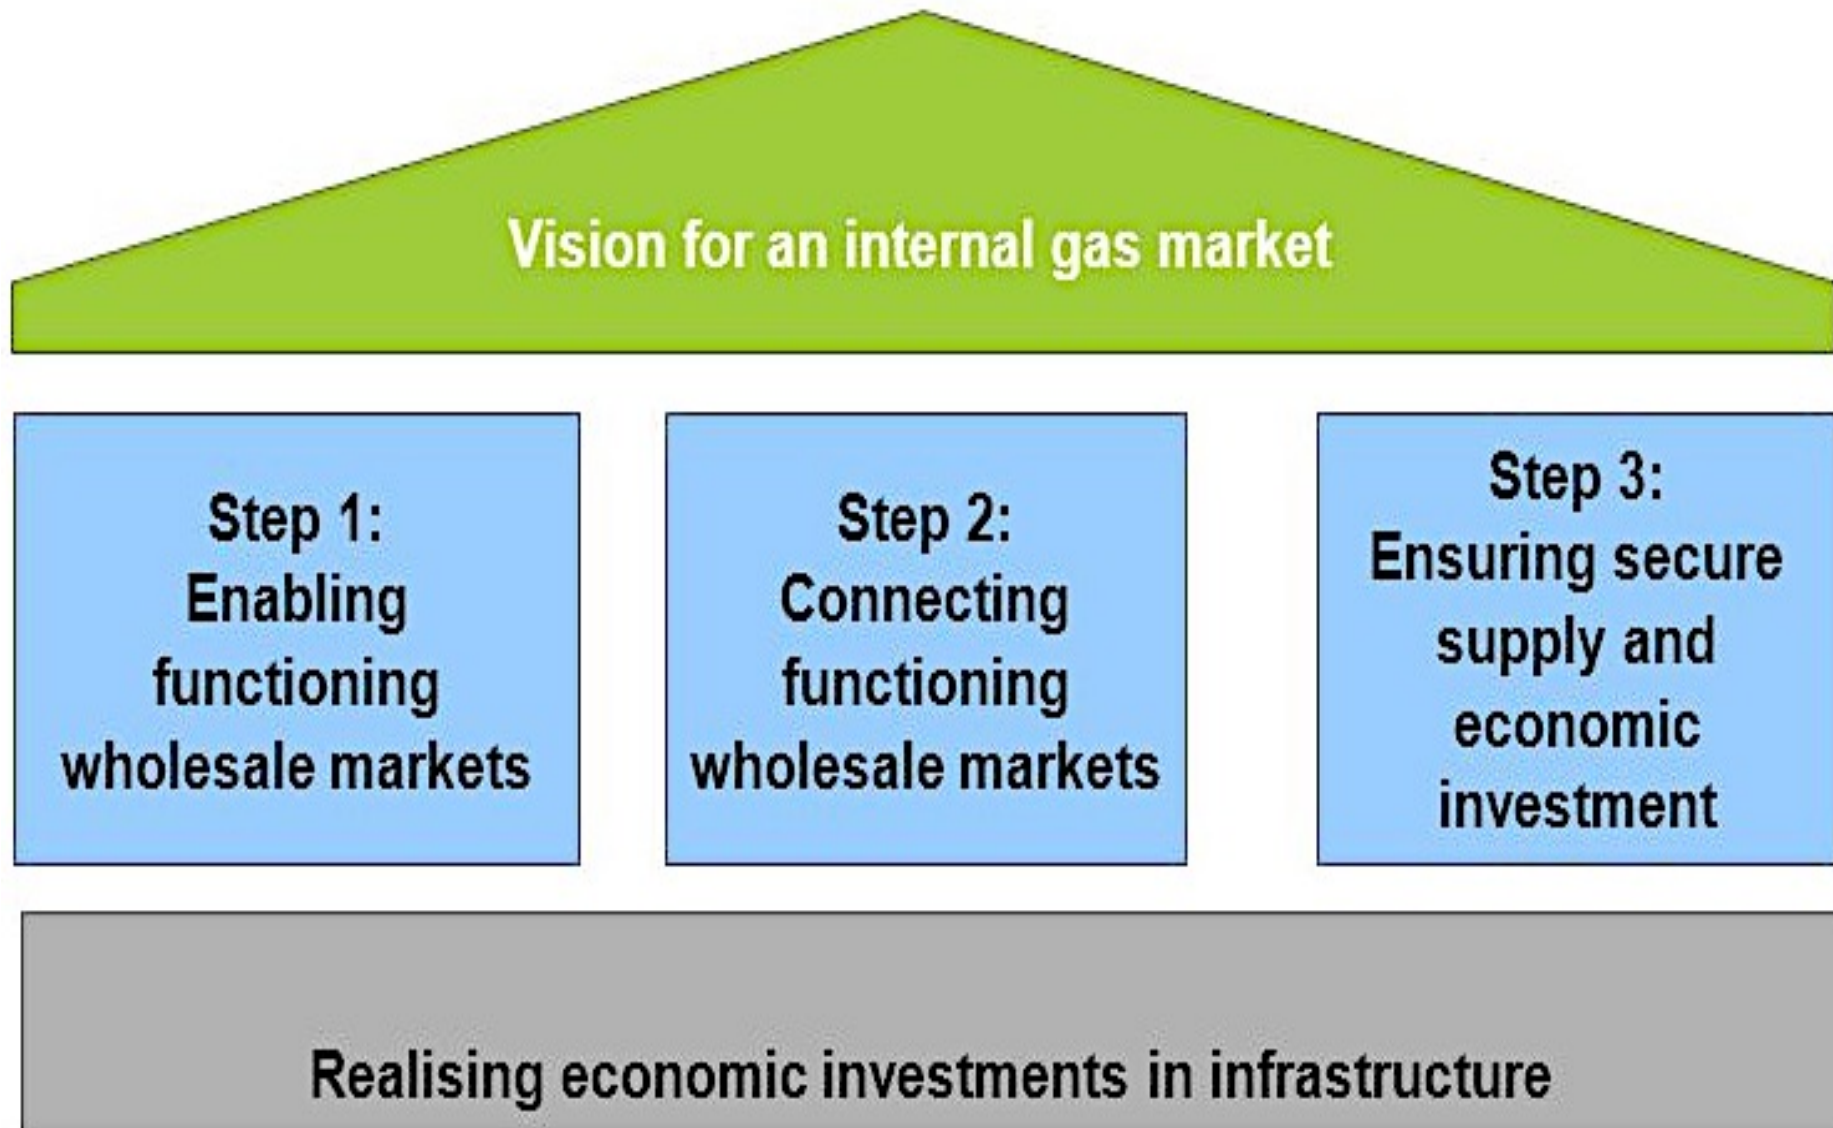 Vision for an internal gas market
Step 1:
Enabling
functioning
wholesale markets
Step 2:
Connecting
functioning
wholesale markets
Step 3:
Ensuring secure
supply and
economic
investment
Realising economic investments in infrastructure